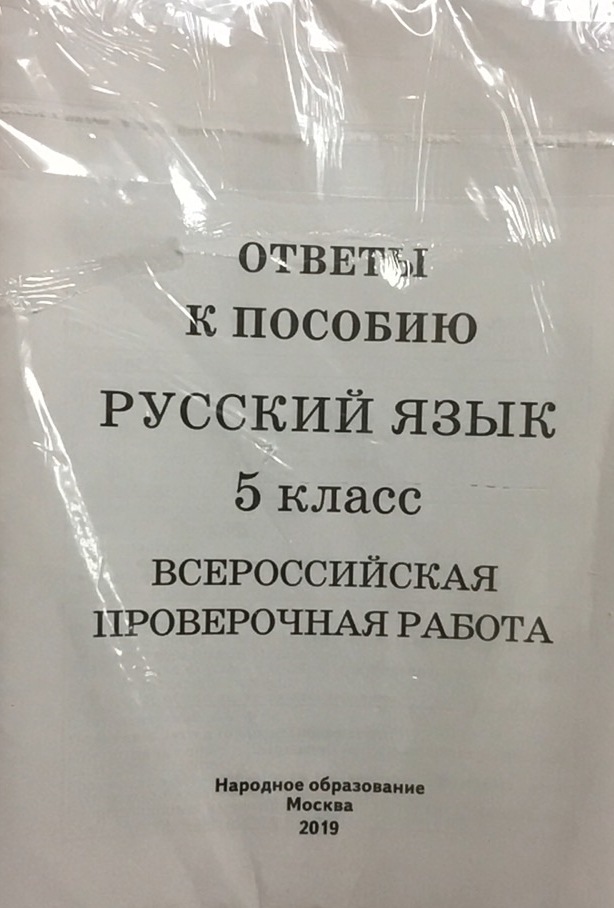 ОТВЕТЫ
К ПОСОБИЮ
РУССКИЙ ЯЗЫК
5 класс
ВСЕРОССИЙСКАЯ
ПРОВЕРОЧНАЯ РАБОТА
Народное образование
Москва
2019